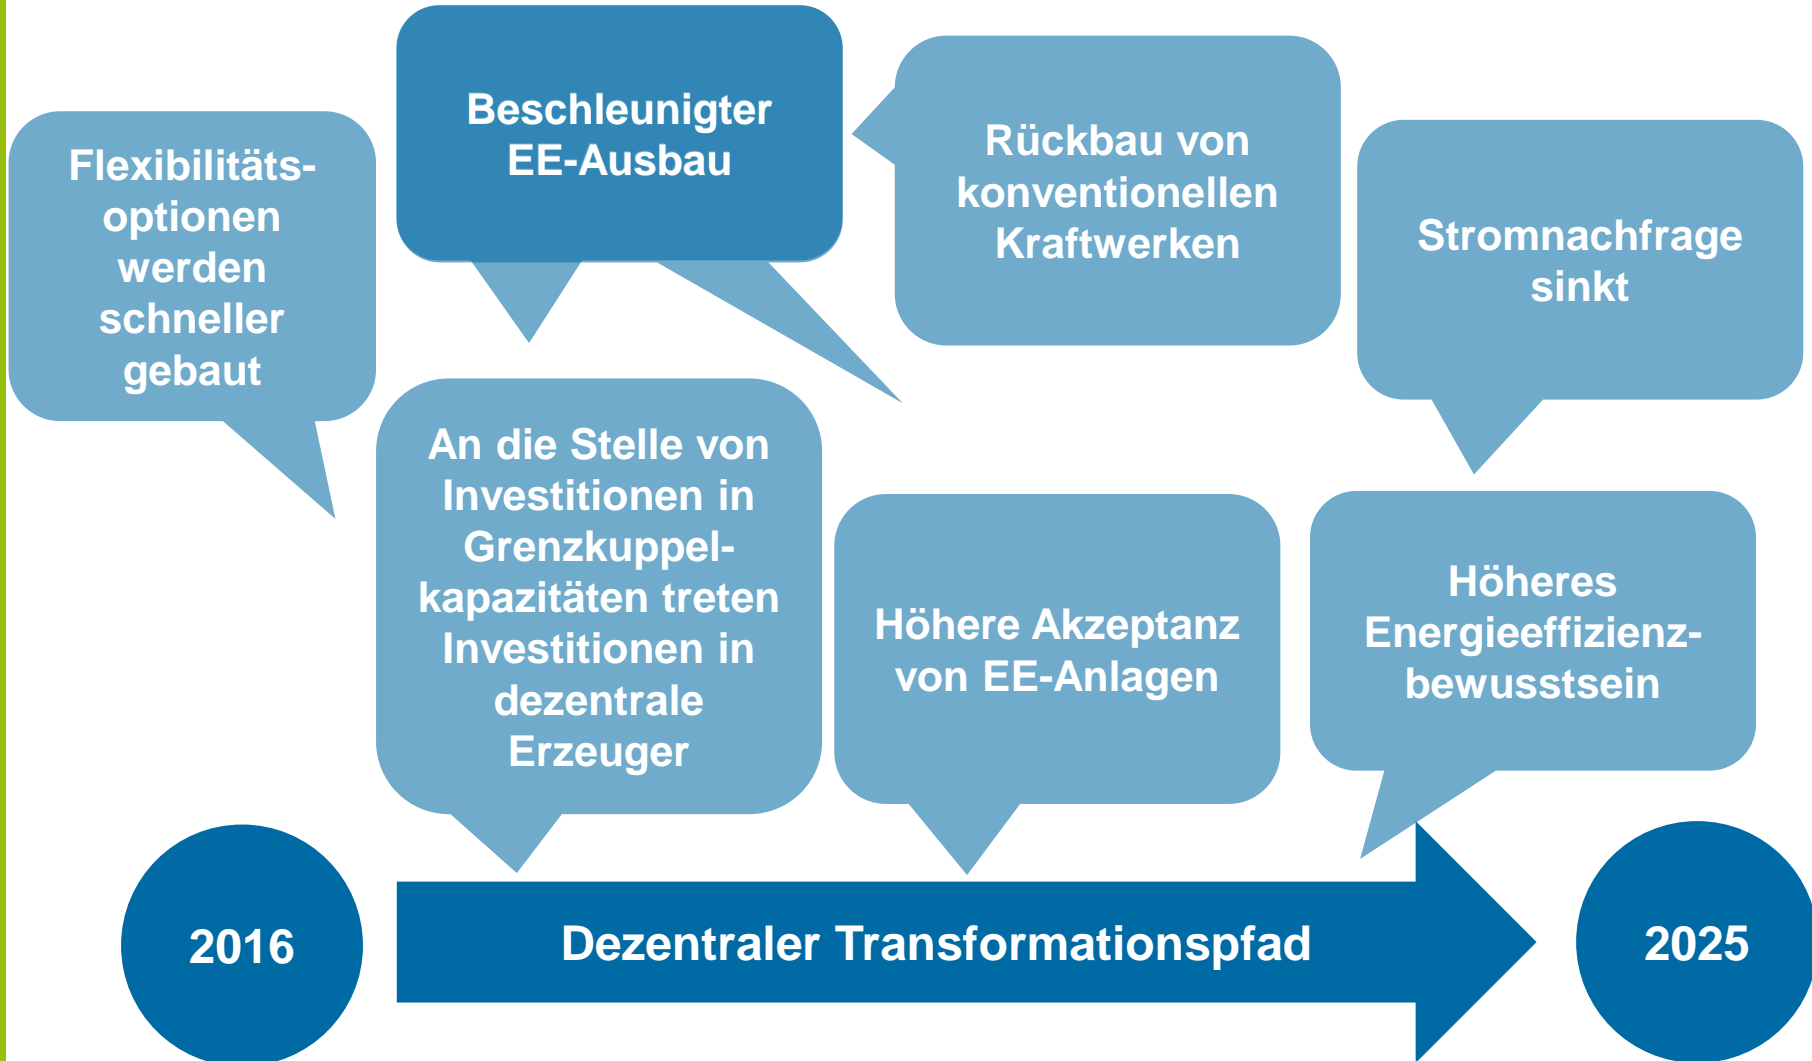 Flexibilitäts-
optionen
werden
schneller
gebaut
Beschleunigter
EE-Ausbau
Rückbau von
konventionellen
Kraftwerken
Stromnachfrage
sinkt
An die Stelle von
Investitionen in
Grenzkuppel-
kapazitäten treten
Investitionen in
dezentrale
Erzeuger
Höhere Akzeptanz
von EE-Anlagen
Höheres
Energieeffizienz-
bewusstsein
2016
Dezentraler Transformationspfad
2025